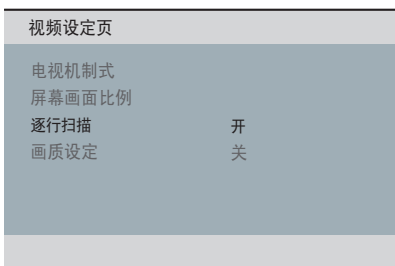 视频设定页
电视机制式
屏幕画面比例
逐行扫描 开
画质设定 关